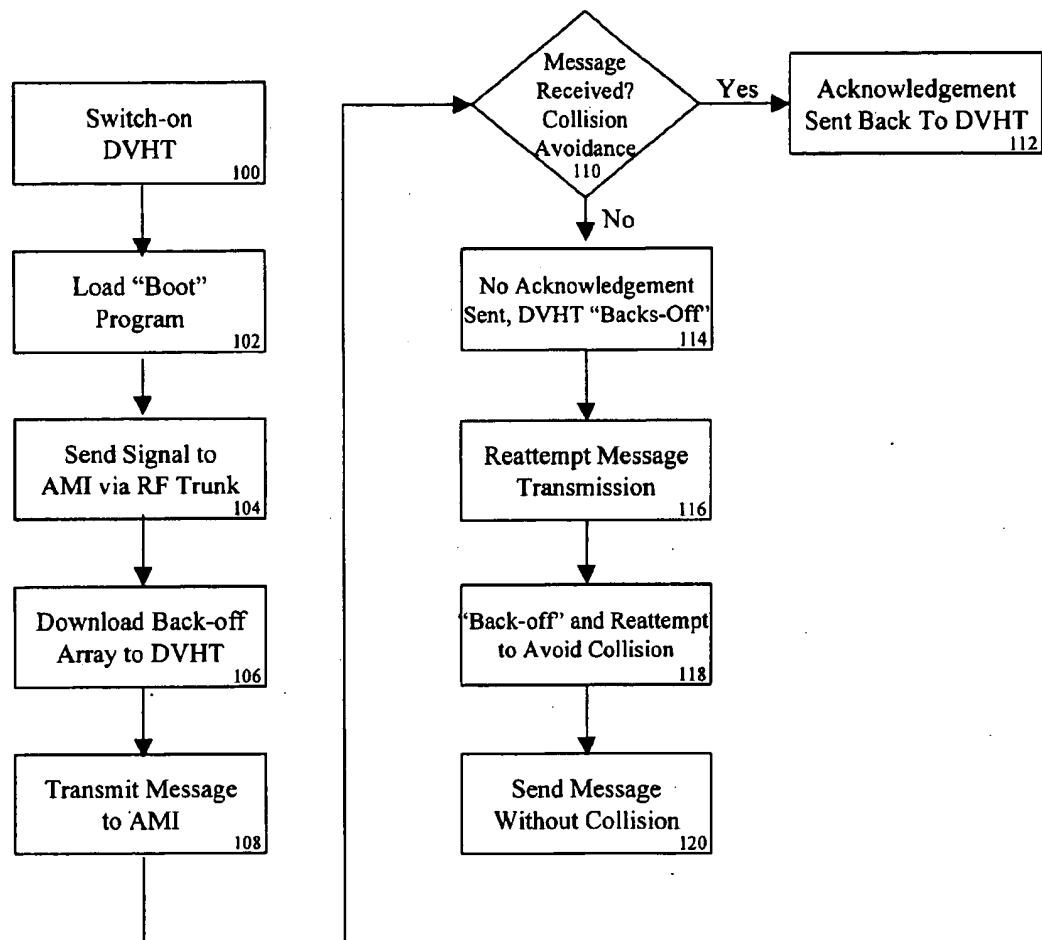 Switch-on
DVHT
100
Load “Boot”
Program
102
Send Signal to
AMI via RF Trunk
104
Download Back-off
Array to DVHT
106
Transmit Message
to AMI
108
Message
Received?
Collision
Avoidance
110
Yes
Acknowledgement
Sent Back To DVHT
112
No
No Acknowledgement
Sent, DVHT “Backs-Off”
114
Reattempt Message
Transmission
116
“Back-off” and Reattempt
to Avoid Collision
118
Send Message
Without Collision
120